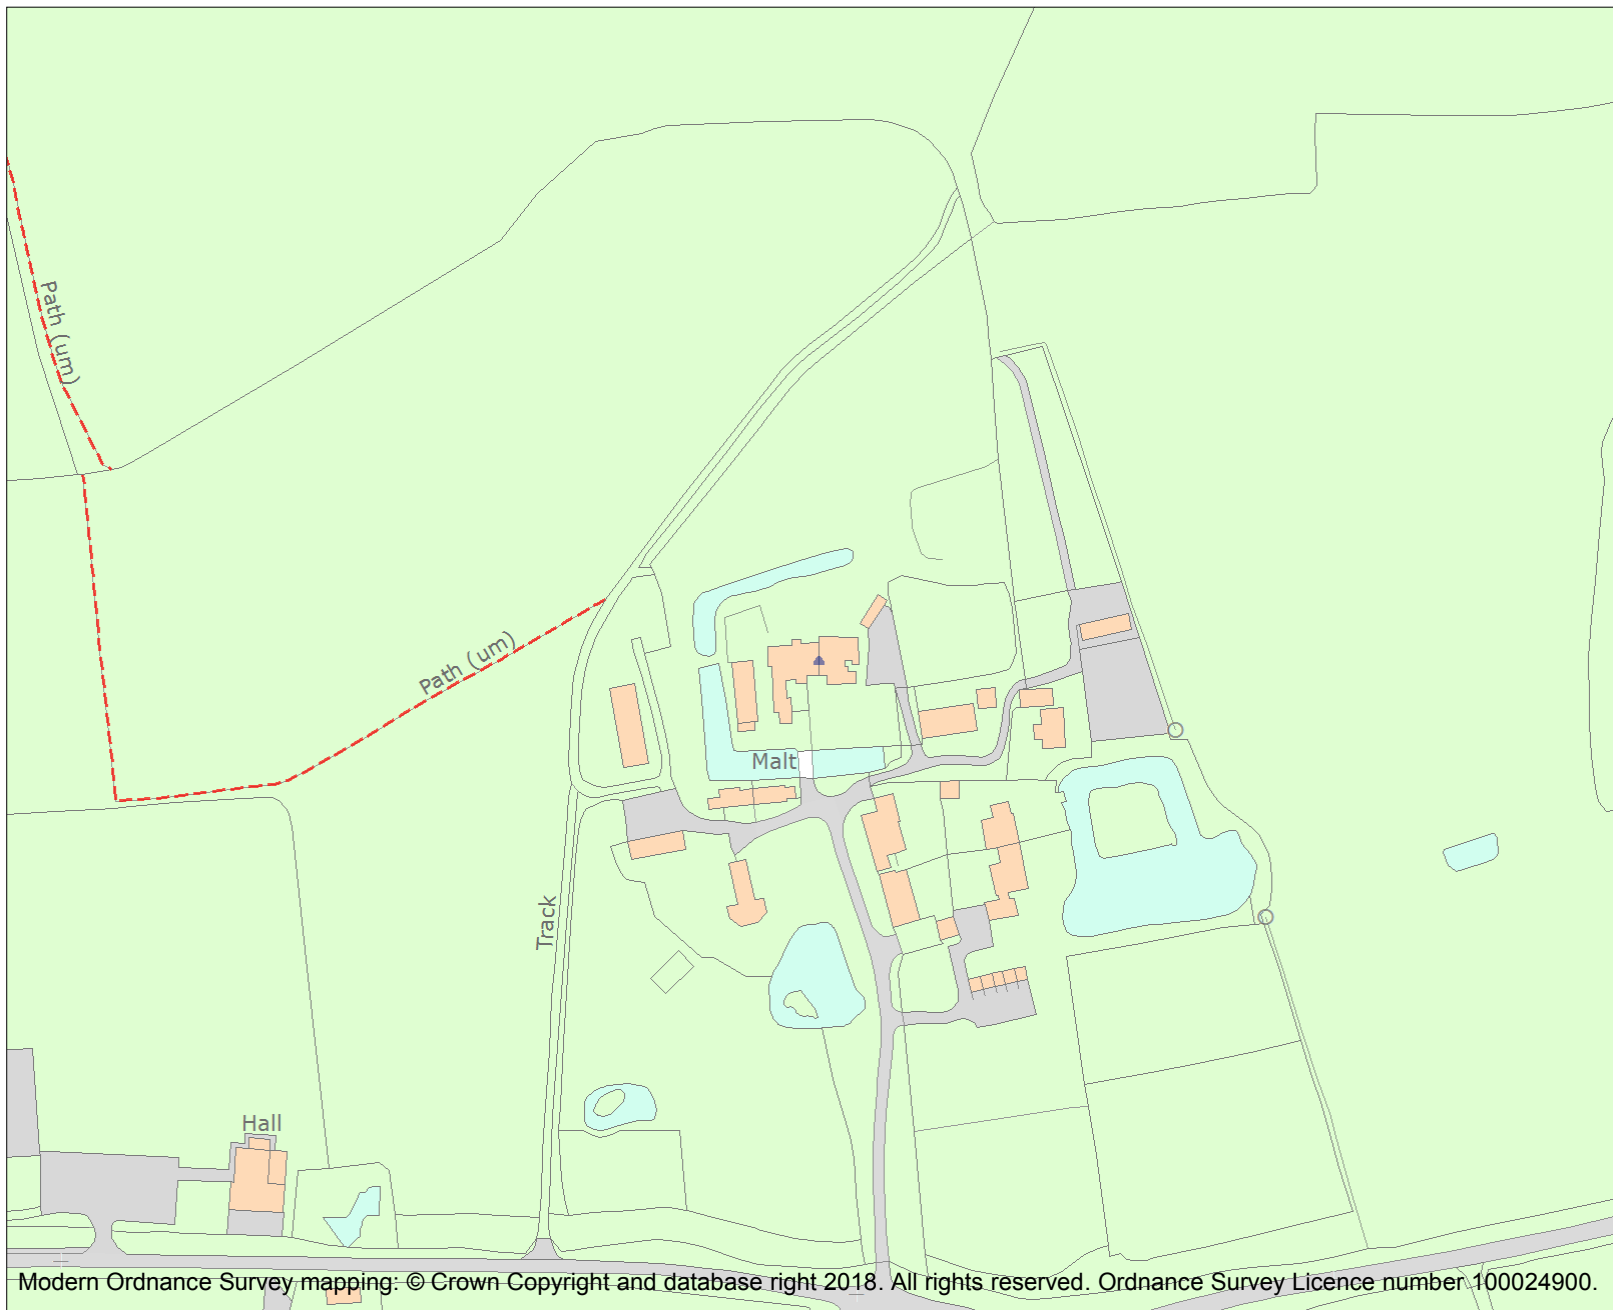 Path (um)
Path (um)
Malt
Track
Hall
Modern Ordnance Survey mapping: © Crown Copyright and database right 2018. All rights reserved. Ordnance Survey Licence number 100024900.